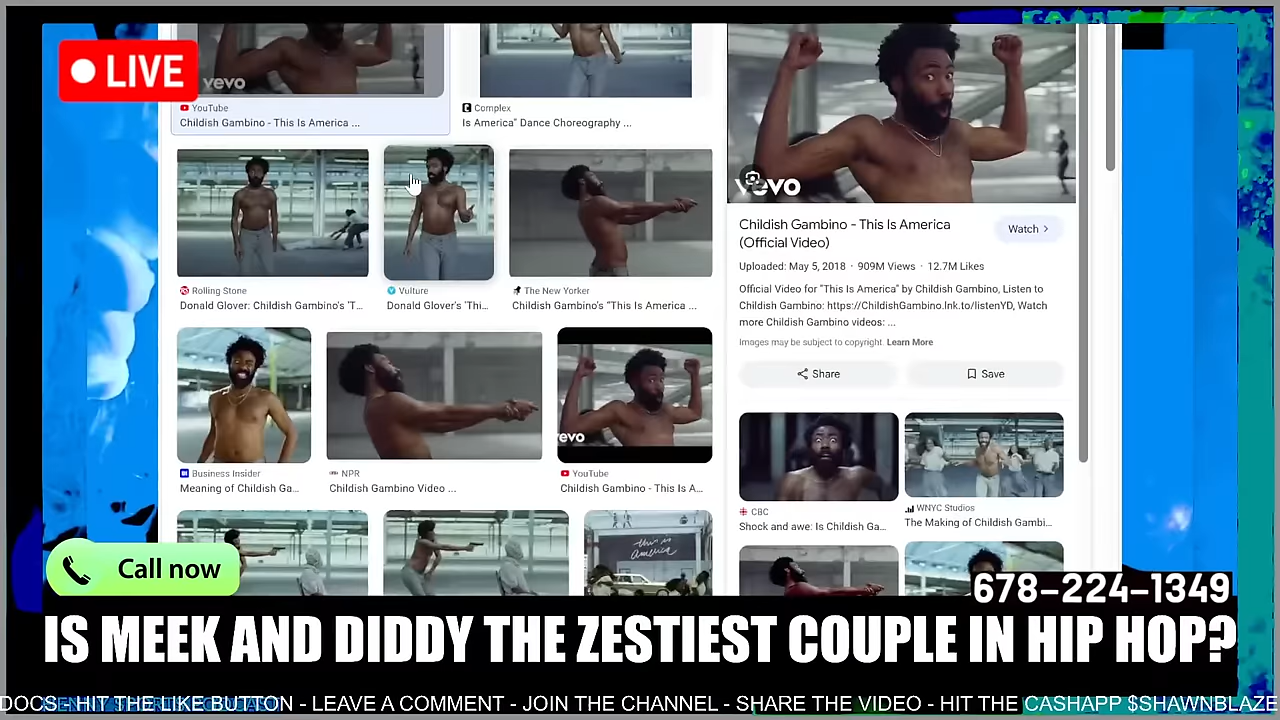 LIVE
vevo
YouTube
Childish Gambino - This Is America ...
Complex
Is America" Dance Choreography ...
Rolling Stone
Donald Glover: Childish Gambino's 'T...
Vulture
Donald Glover's 'Thi...
The New Yorker
Childish Gambino's "This Is America ...
Business Insider
Meaning of Childish Ga...
NPR
Childish Gambino Video ...
evo
YouTube
Childish Gambino - This Is A...
this is
america
vevo
Childish Gambino - This Is America
(Official Video)
Watch
Uploaded: May 5, 2018 · 909M Views · 12.7M Likes
Official Video for "This Is America" by Childish Gambino, Listen to
Childish Gambino: https://ChildishGambino.lnk.to/listenYD, Watch
more Childish Gambino videos: ...
Images may be subject to copyright. Learn More
Share
Save
CBC
Shock and awe: Is Childish Ga...
WNYC Studios
The Making of Childish Gambi...
Call now
678-224-1349
IS MEEK AND DIDDY THE ZESTIEST COUPLE IN HIP HOP?
DOCS - HIT THE LIKE BUTTON - LEAVE A COMMENT - JOIN THE CHANNEL - SHARE THE VIDEO - HIT THE CASHAPP $SHAWNBLAZE